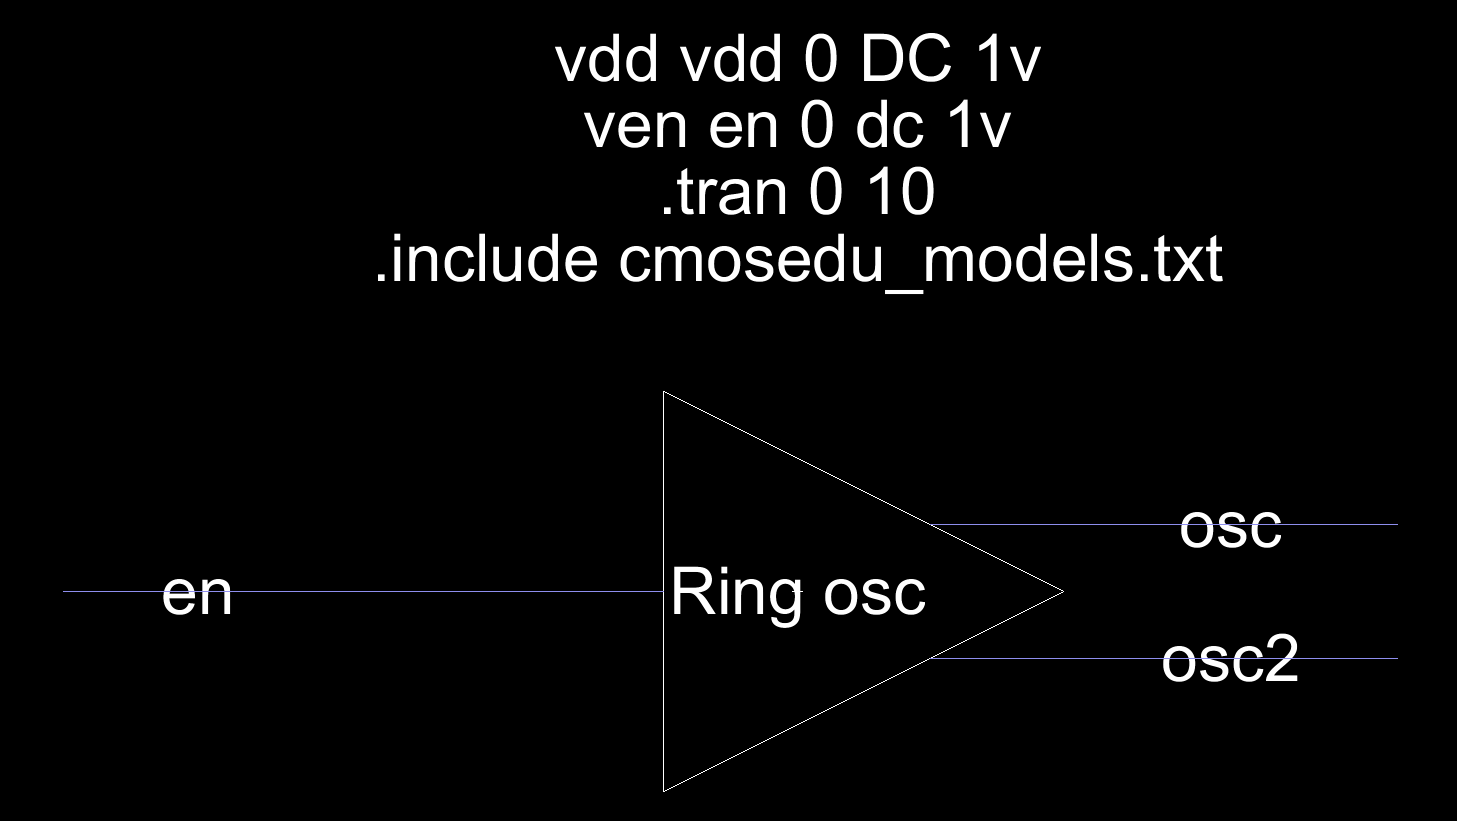 vdd vdd 0 DC 1v
ven en 0 dc 1v
.tran 0 10
.include cmosedu_models.txt
osc
en
Ring osc
osc2